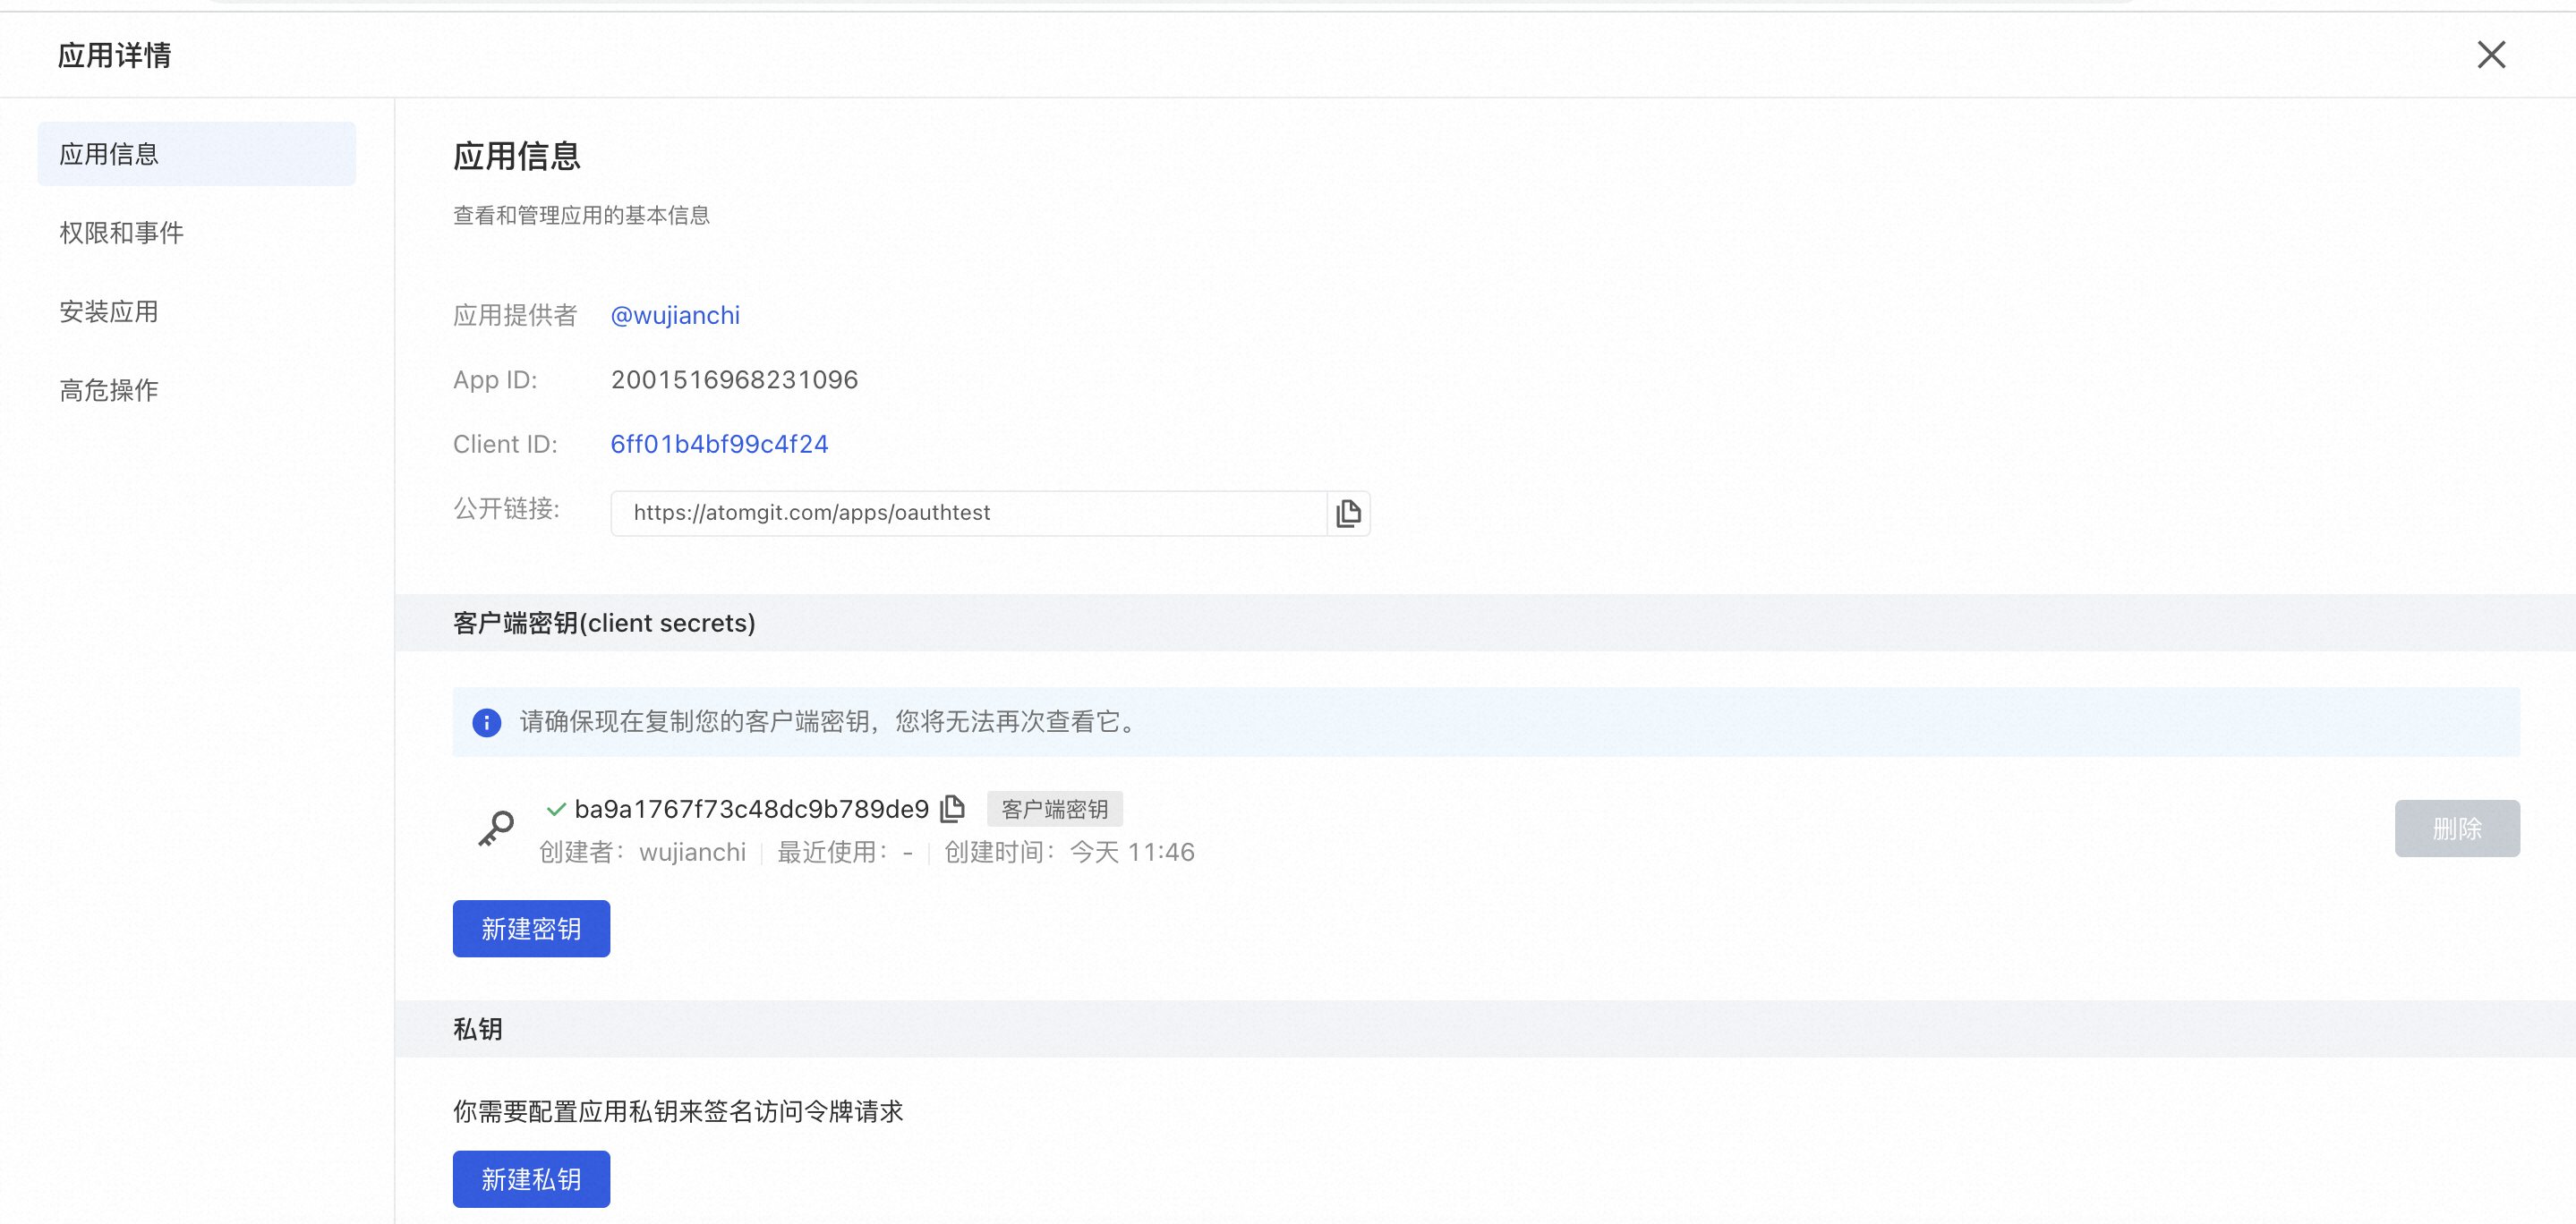 应用详情
应用信息
权限和事件
安装应用
高危操作
应用信息
查看和管理应用的基本信息
应用提供者 @wujianchi
App ID: 2001516968231096
Client ID: 6ff01b4bf99c4f24
公开链接: https://atomgit.com/apps/oauthtest
客户端密钥(client secrets)
请确保现在复制您的客户端密钥，您将无法再次查看它。
ba9a1767f73c48dc9b789de9 客户端密钥
创建者：wujianchi 最近使用：- 创建时间：今天 11:46
删除
新建密钥
私钥
你需要配置应用私钥来签名访问令牌请求
新建私钥